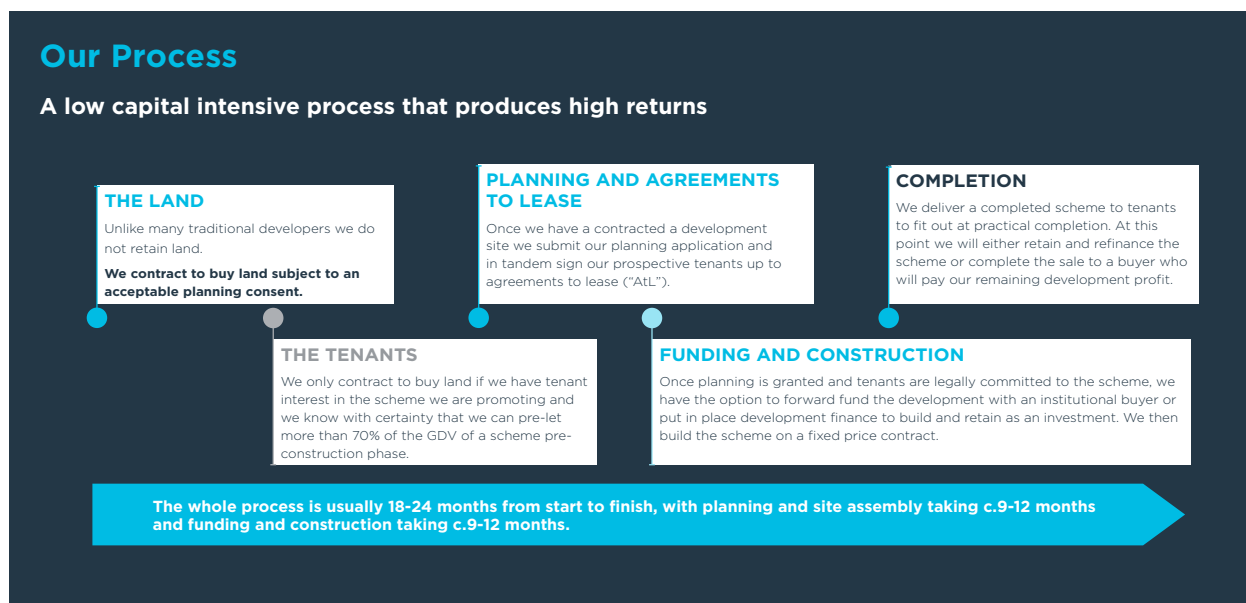 Our Process
A low capital intensive process that produces high returns
THE LAND
Unlike many traditional developers we do
not retain land.
We contract to buy land subject to an
acceptable planning consent.
THE TENANTS
We only contract to buy land if we have tenant
interest in the scheme we are promoting and
we know with certainty that we can pre-let
more than 70% of the GDV of a scheme pre-
construction phase.
PLANNING AND AGREEMENTS
TO LEASE
Once we have a contracted a development
site we submit our planning application and
in tandem sign our prospective tenants up to
agreements to lease (“AtL”).
FUNDING AND CONSTRUCTION
Once planning is granted and tenants are legally committed to the scheme, we
have the option to forward fund the development with an institutional buyer or
put in place development finance to build and retain as an investment. We then
build the scheme on a fixed price contract.
COMPLETION
We deliver a completed scheme to tenants
to fit out at practical completion. At this
point we will either retain and refinance the
scheme or complete the sale to a buyer who
will pay our remaining development profit.
The whole process is usually 18-24 months from start to finish, with planning and site assembly taking c.9-12 months
and funding and construction taking c.9-12 months.